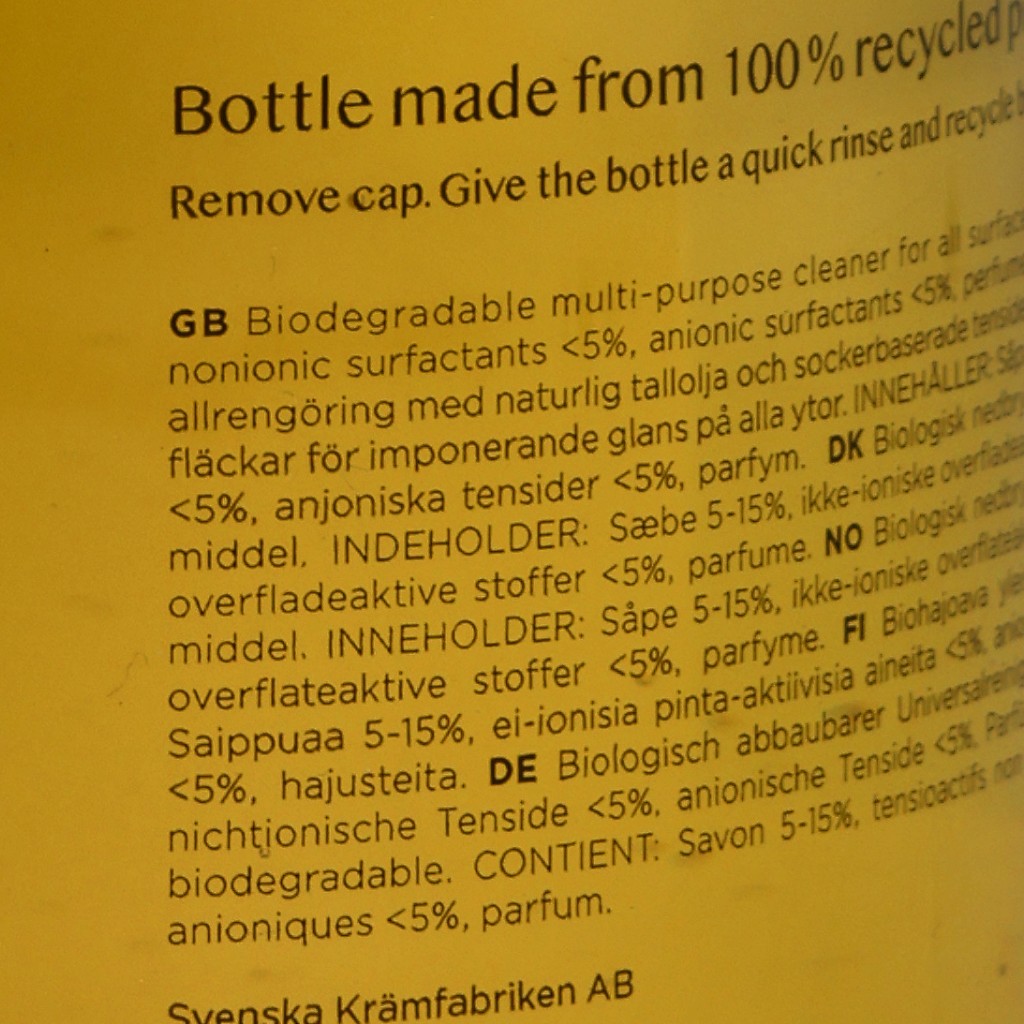 Bottle made from 100% recycled
Remove cap. Give the bottle a quick rinse and recycle
GB Biodegradable multi-purpose cleaner for all
nonionic surfactants <5%, anionic surfactants <5%,
allrengöring med naturlig tallolja och sockerbaserade
fläckar för imponerande glans på alla ytor. INNEHÅLLER:
<5%, anjoniska tensider <5%, parfym. DK Biologisk
middel. INDEHOLDER: Sæbe 5-15%, ikke-ioniske
overfladeaktive stoffer <5%, parfume. NO Biologisk
middel. INNEHOLDER: Såpe 5-15%, ikke-ioniske
overflateaktive stoffer <5%, parfyme. FI Biohajoava
Saippuaa 5-15%, ei-ionisia pinta-aktiivisia aineita <5%,
<5%, hajusteita. DE Biologisch abbaubarer
nichtionische Tenside <5%, anionische Tenside <5%,
biodegradable. CONTIENT: Savon 5-15%, tensioactifs non
anioniques <5%, parfum.
Svenska Krämfabriken AB